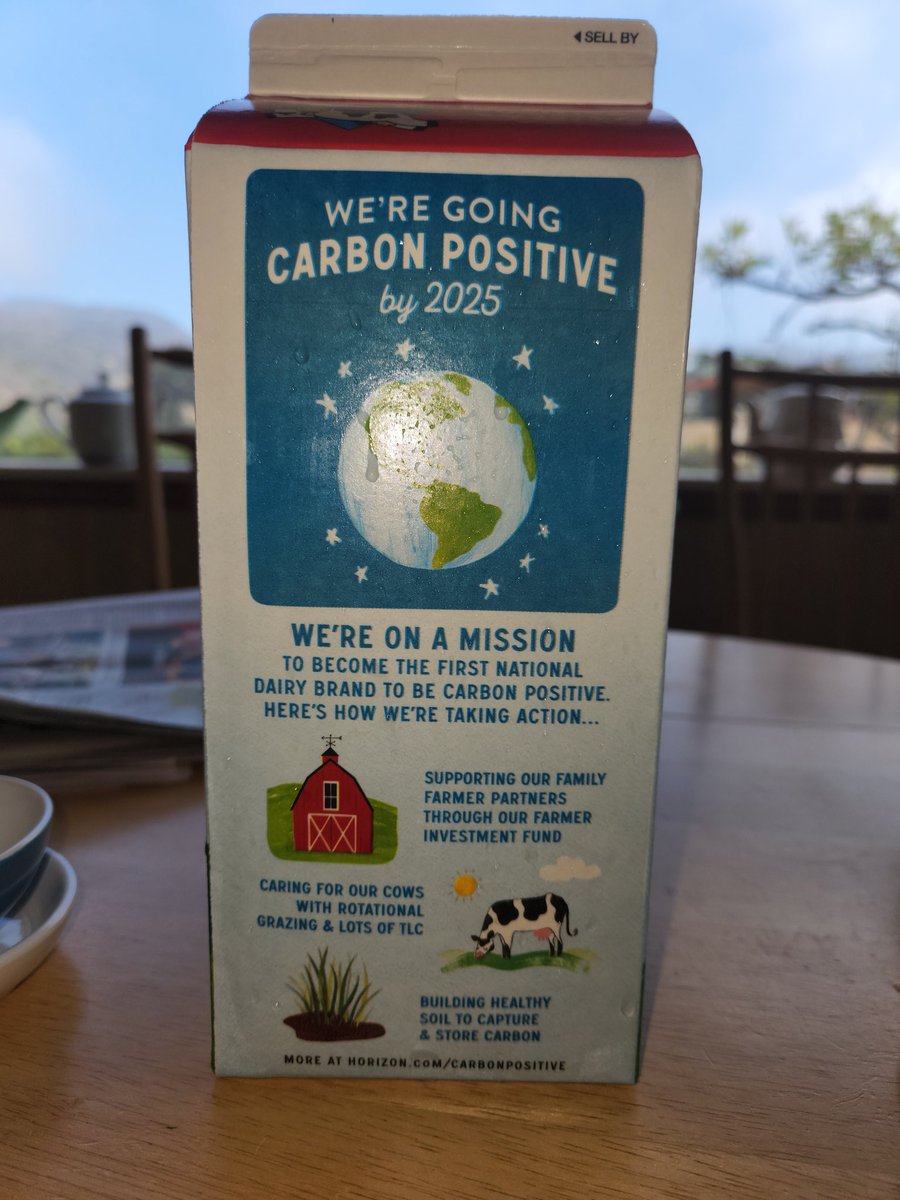 ◄ SELL BY
WE'RE GOING
CARBON POSITIVE
by 2025
WE'RE ON A MISSION
TO BECOME THE FIRST NATIONAL
DAIRY BRAND TO BE CARBON POSITIVE.
HERE'S HOW WE'RE TAKING ACTION...
SUPPORTING OUR FAMILY
FARMER PARTNERS
THROUGH OUR FARMER
INVESTMENT FUND
CARING FOR OUR COWS
WITH ROTATIONAL
GRAZING & LOTS OF TLC
BUILDING HEALTHY
SOIL TO CAPTURE
& STORE CARBON
MORE AT HORIZON.COM/CARBONPOSITIVE